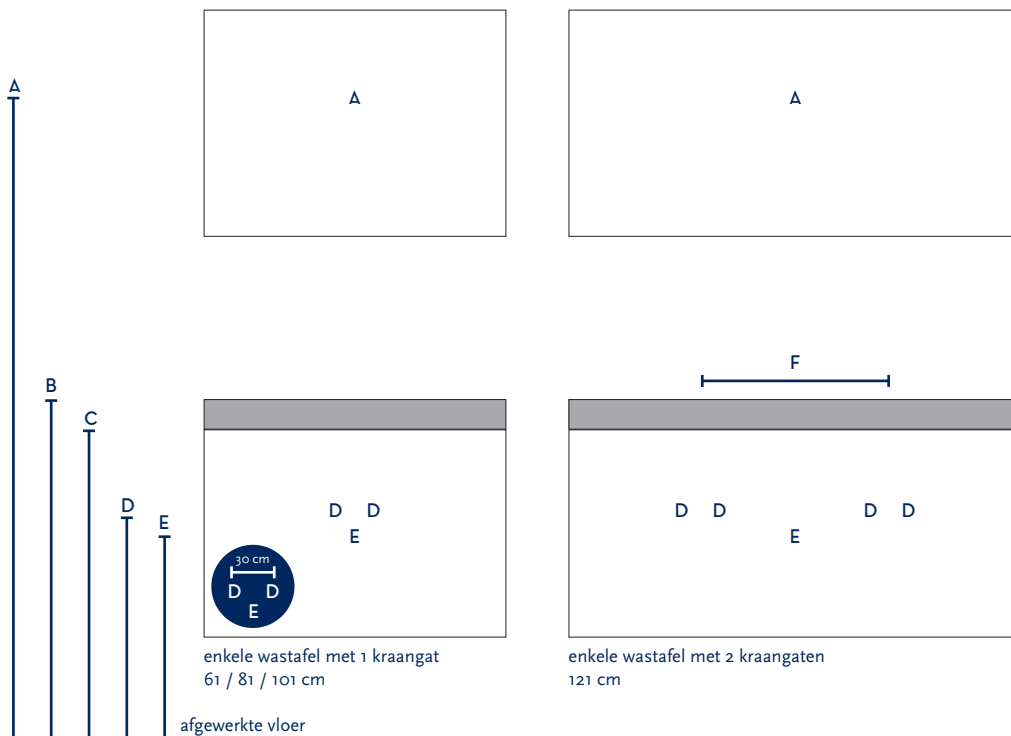 A
A
A
B
F
C
D
D D
D D D D
E
E
E
30 cm
D D
E
enkele wastafel met 1 kraangat
61 / 81 / 101 cm
enkele wastafel met 2 kraangaten
121 cm
afgewerkte vloer